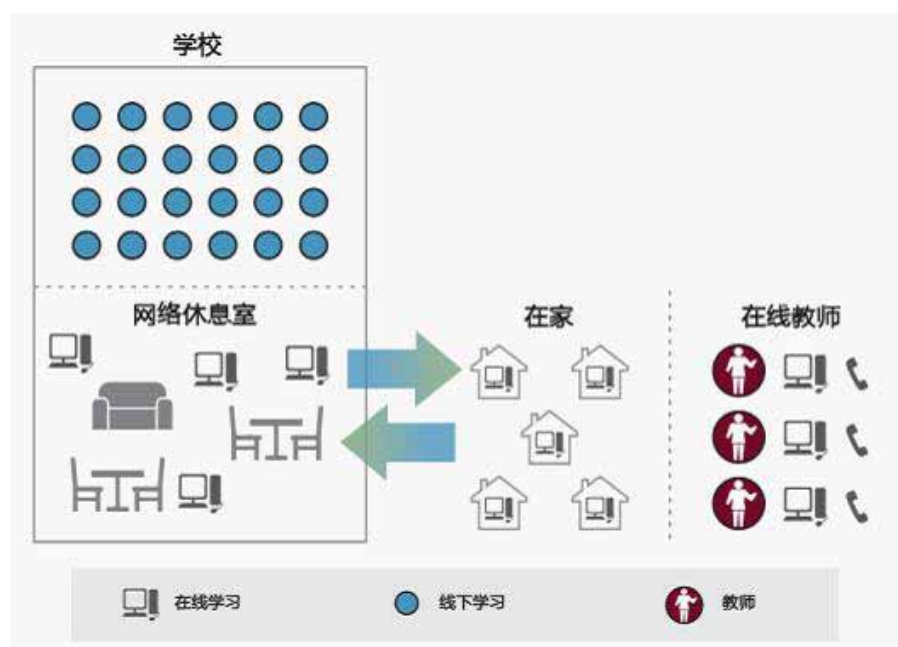 学校
网络休息室
在家
在线教师
在线学习
线下学习
教师